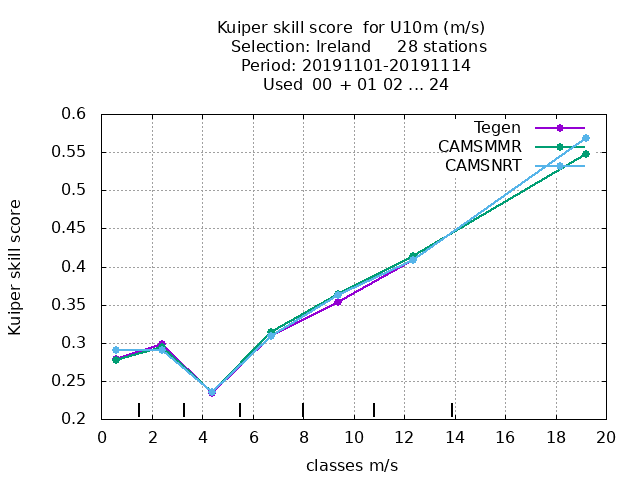 Kuiper skill score  for U10m (m/s)
Selection: Ireland     28 stations
Period: 20191101-20191114
Used  00 + 01 02 ... 24
0.6
0.55
0.5
0.45
0.4
0.35
0.3
0.25
0.2
Kuiper skill score
Tegen
CAMSMMR
CAMSNRT
0 2 4 6 8 10 12 14 16 18 20
classes m/s